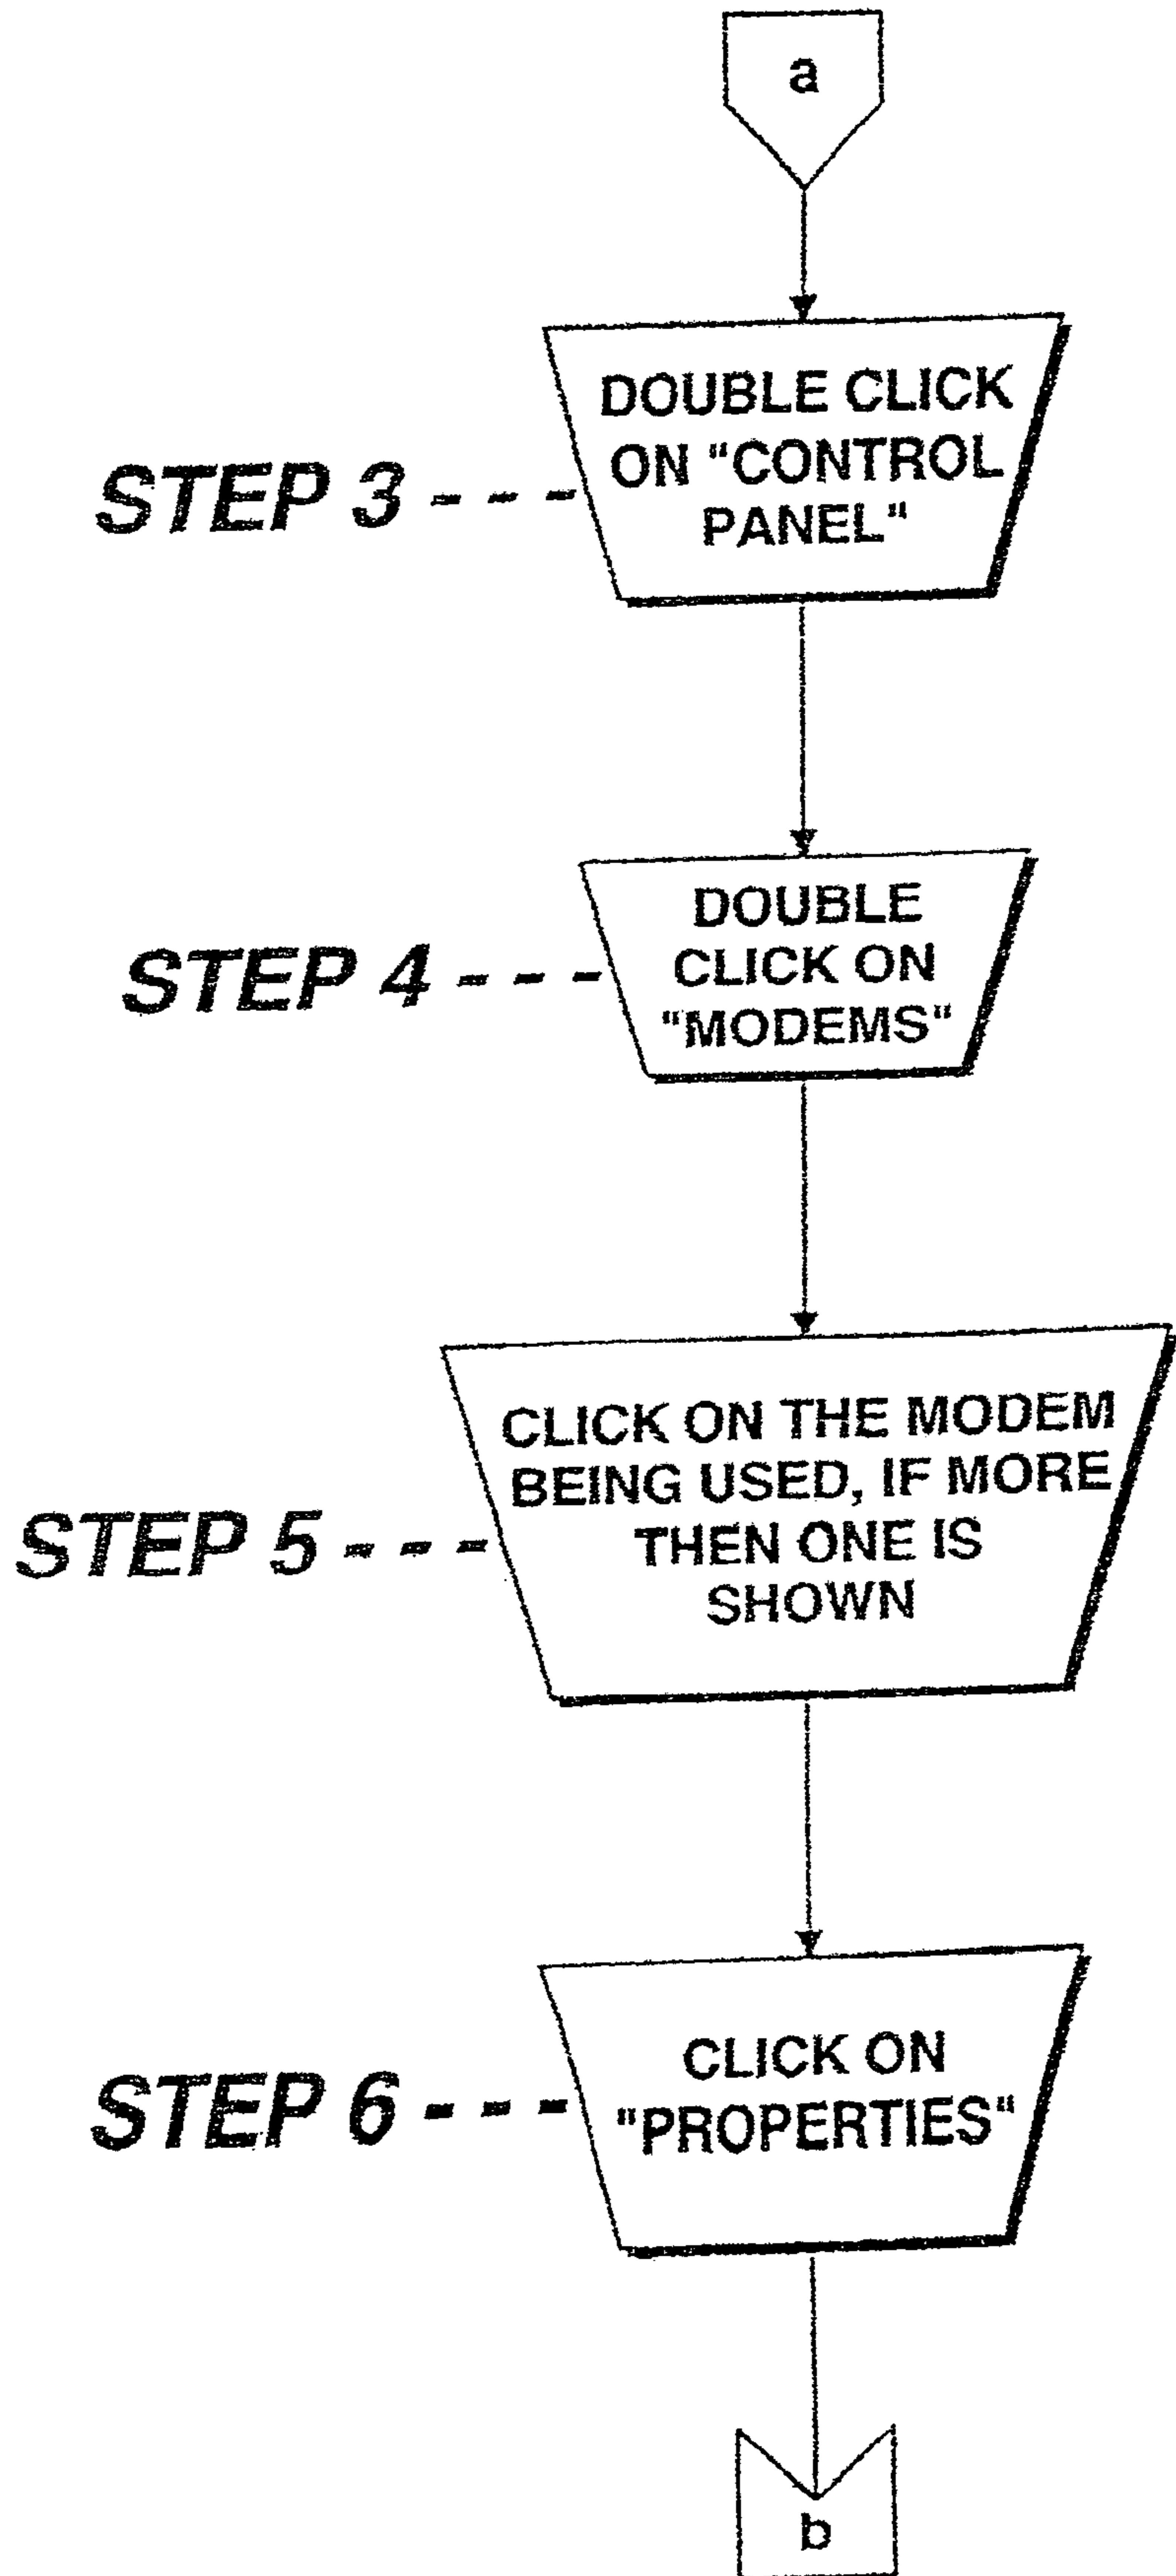 a
DOUBLE CLICK
ON "CONTROL
PANEL"
STEP 3 - - -
DOUBLE
CLICK ON
"MODEMS"
STEP 4 - - -
CLICK ON THE MODEM
BEING USED, IF MORE
THEN ONE IS
SHOWN
STEP 5 - - -
CLICK ON
"PROPERTIES"
STEP 6 - - -
b